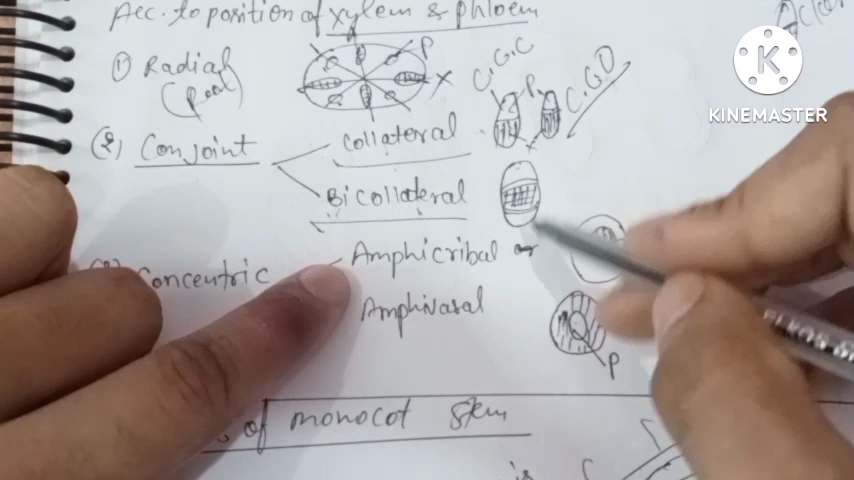 Acc. to position of xylem & phloem
(1) Radial
(Root)
P
X
C.G.C
P
C.G.O
(2) Conjoint
Collateral
X
Bicollateral
Concentric
Amphicribal or
Amphivasal
P
of monocot stem
K
KINEMASTER